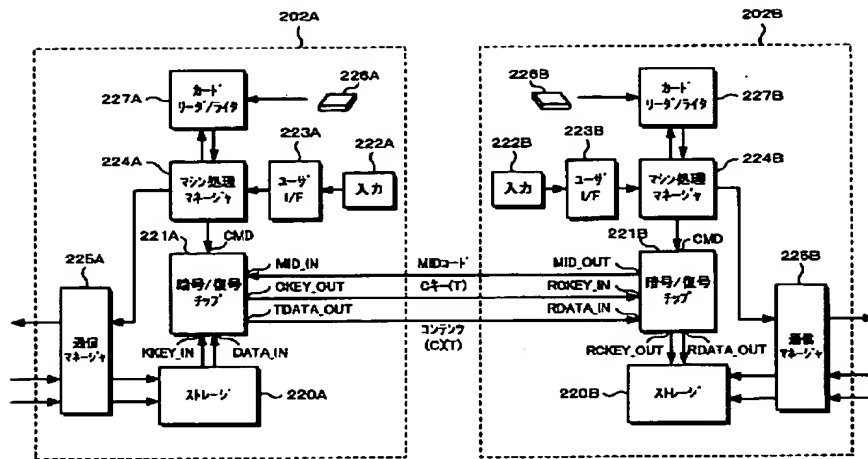 202A
202B
226A
226B
カード
リーダ/ライタ
227A
カード
リーダ/ライタ
227B
223A
222A
223B
222B
224A
224B
マシン処理
マネージャ
ユーザ
I/F
入力
入力
ユーザ
I/F
マシン処理
マネージャ
221A
CMD
221B
CMD
225A
225B
MID_IN
MIDコード
MID_OUT
暗号/復号
チップ
CKEY_OUT
Cキー(T)
RCKEY_IN
暗号/復号
チップ
TDATA_OUT
RDATA_IN
コンテンツ
(C)(T)
通信
マネージャ
通信
マネージャ
KKEY_IN
DATA_IN
RCKEY_OUT
RDATA_OUT
ストレージ
220A
220B
ストレージ